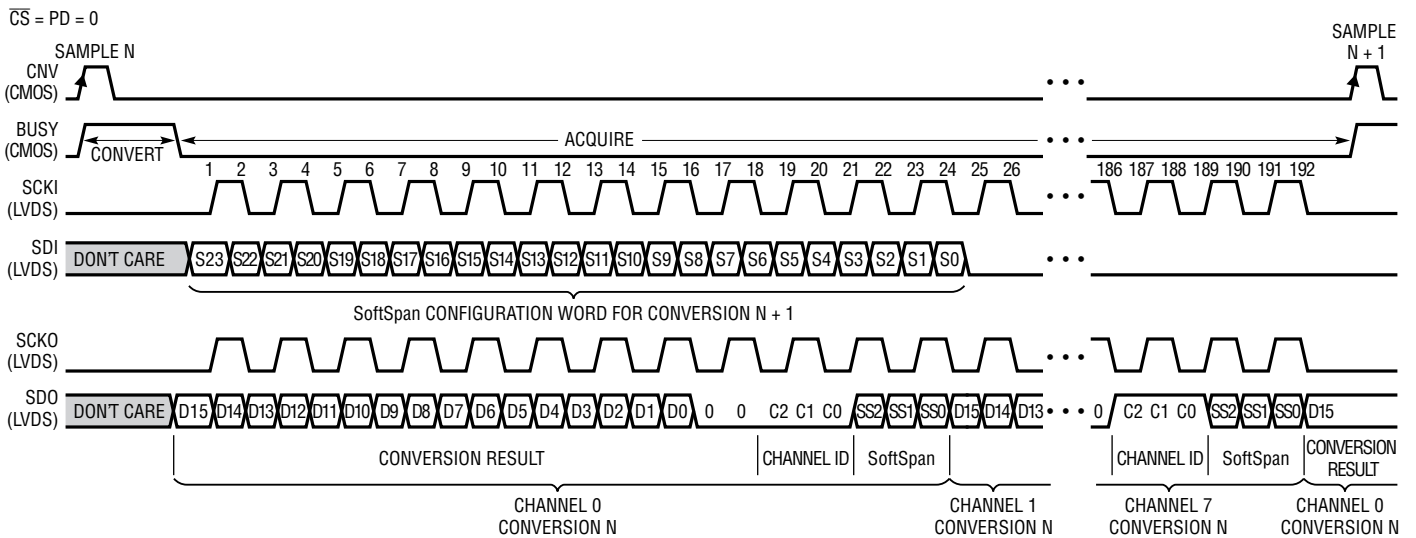 CS = PD = 0
SAMPLE N
SAMPLE
N + 1
CNV
(CMOS)
BUSY
(CMOS)
CONVERT
ACQUIRE
1 2 3 4 5 6 7 8 9 10 11 12 13 14 15 16 17 18 19 20 21 22 23 24 25 26 186 187 188 189 190 191 192
SCKI
(LVDS)
SDI
(LVDS)
DON'T CARE S23 S22 S21 S20 S19 S18 S17 S16 S15 S14 S13 S12 S11 S10 S9 S8 S7 S6 S5 S4 S3 S2 S1 S0
SoftSpan CONFIGURATION WORD FOR CONVERSION N + 1
SCKO
(LVDS)
SDO
(LVDS)
DON'T CARE D15 D14 D13 D12 D11 D10 D9 D8 D7 D6 D5 D4 D3 D2 D1 D0 0 0 C2 C1 C0 SS2 SS1 SS0 D15 D14 D13 0 C2 C1 C0 SS2 SS1 SS0 D15
CONVERSION RESULT
CHANNEL ID
SoftSpan
CHANNEL ID
SoftSpan
CONVERSION
RESULT
CHANNEL 0
CONVERSION N
CHANNEL 1
CONVERSION N
CHANNEL 7
CONVERSION N
CHANNEL 0
CONVERSION N